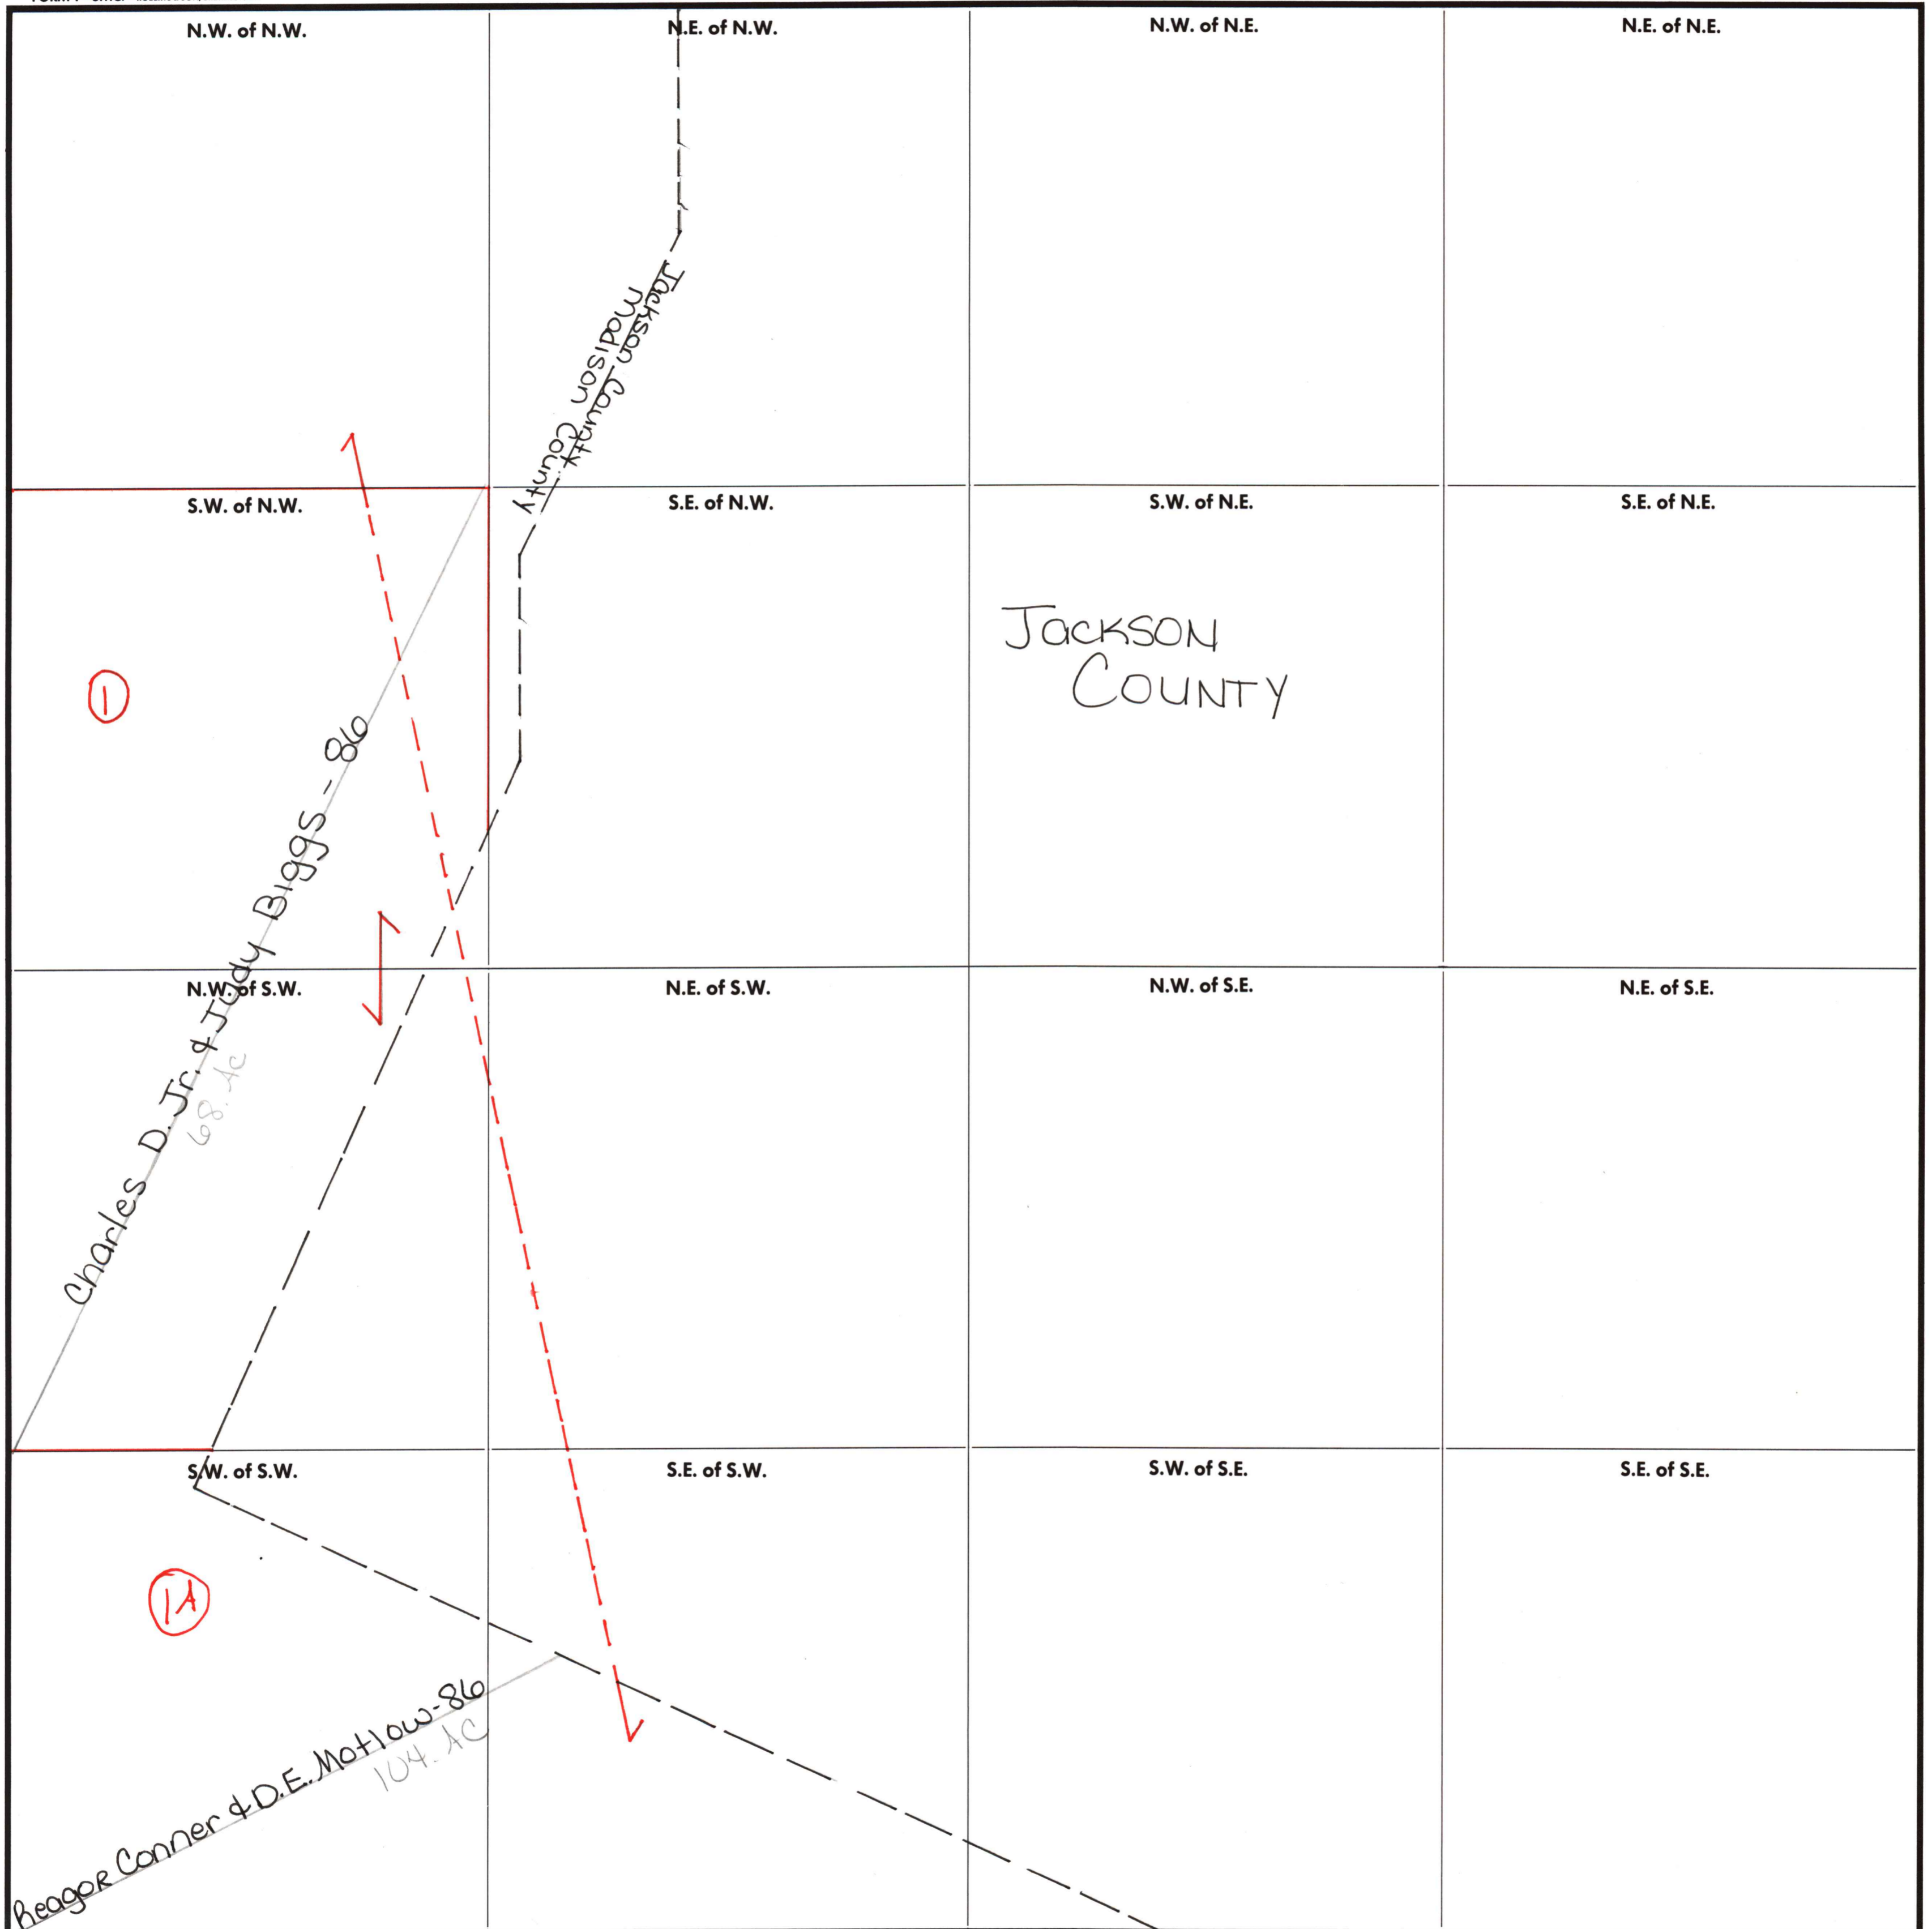 N.W. of N.W.
N.E. of N.W.
N.W. of N.E.
N.E. of N.E.
Jackson County
Madison County
S.W. of N.W.
S.E. of N.W.
S.W. of N.E.
S.E. of N.E.
JACKSON
COUNTY
1
Charles D. Jr. & Judy Biggs - 86
68. AC
N.W. of S.W.
N.E. of S.W.
N.W. of S.E.
N.E. of S.E.
S.W. of S.W.
S.E. of S.W.
S.W. of S.E.
S.E. of S.E.
1A
Reagor Conner & D.E. Motlow-86
104. AC